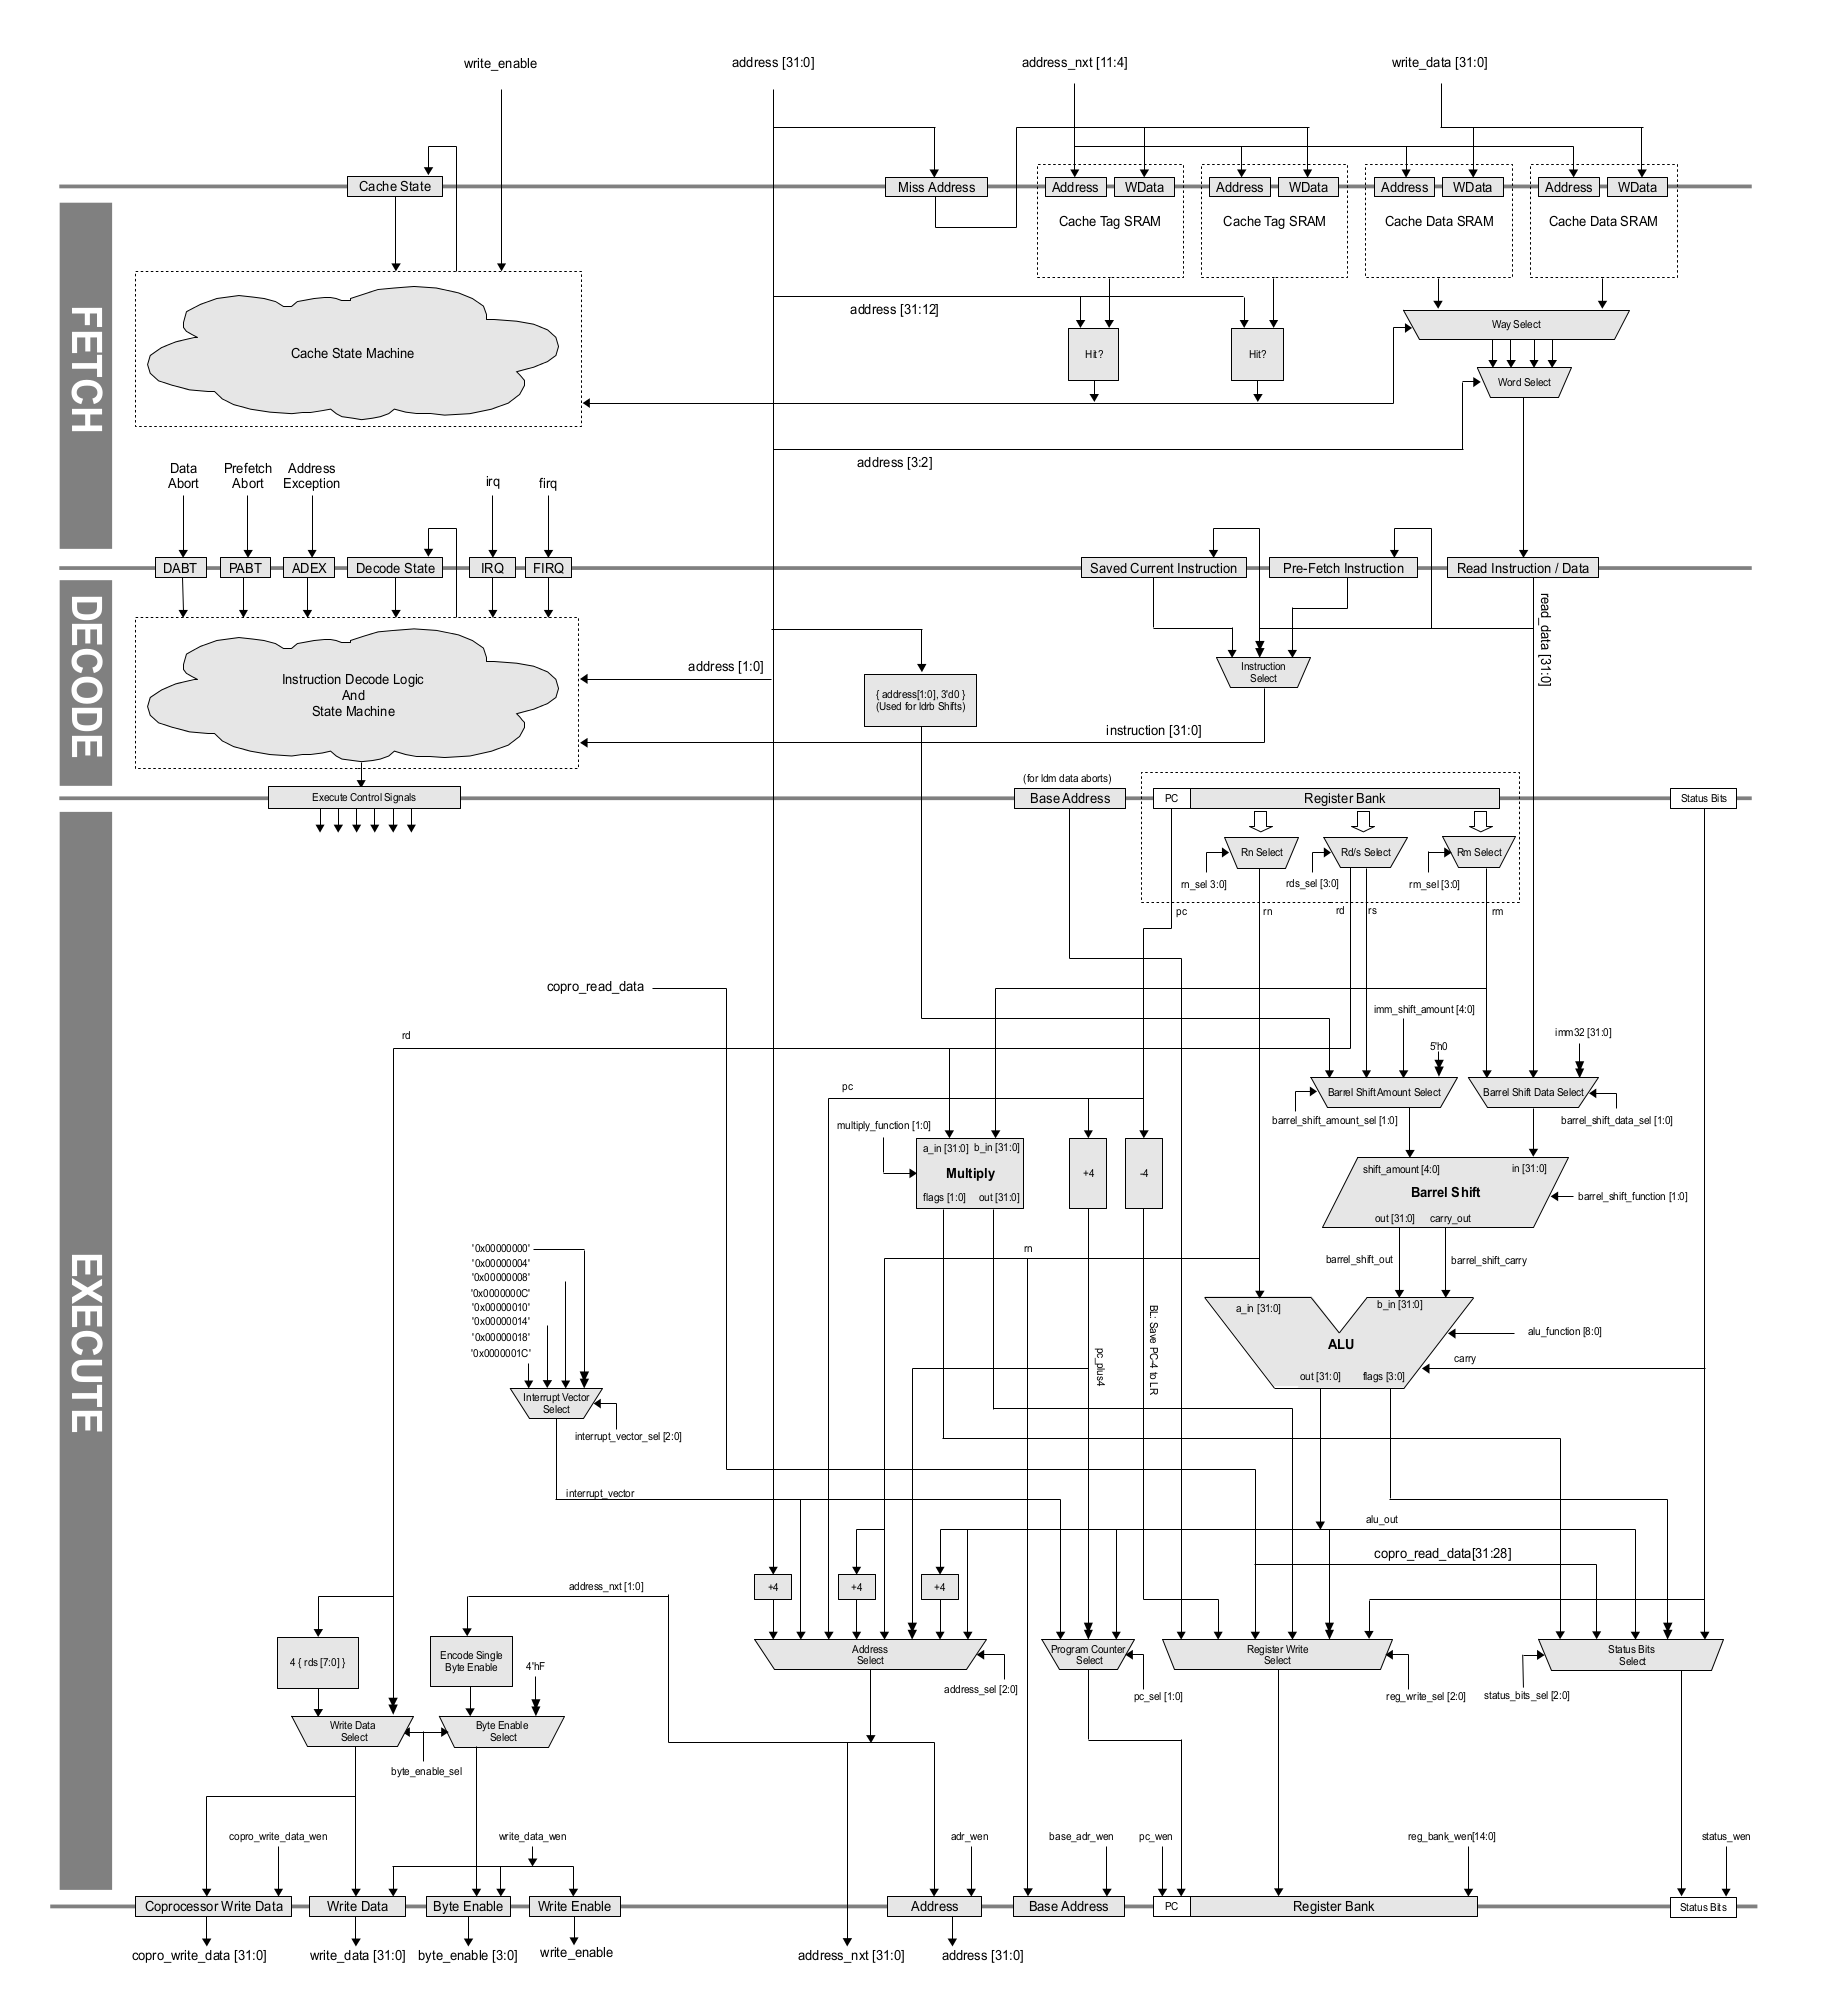 write_enable
address [31:0]
address_nxt [11:4]
write_data [31:0]
Cache State
Miss Address
Address
WData
Address
WData
Address
WData
Address
WData
Cache Tag SRAM
Cache Tag SRAM
Cache Data SRAM
Cache Data SRAM
FETCH
address [31:12]
Way Select
Cache State Machine
Hit?
Hit?
Word Select
address [3:2]
Data
Abort
Prefetch
Abort
Address
Exception
irq
firq
DABT
PABT
ADEX
Decode State
IRQ
FIRQ
Saved Current Instruction
Pre-Fetch Instruction
Read Instruction / Data
DECODE
read_data [31:0]
Instruction Decode Logic
And
State Machine
address [1:0]
{ address[1:0], 3'd0 }
(Used for ldrb Shifts)
Instruction
Select
instruction [31:0]
(for ldm data aborts)
Execute Control Signals
Base Address
PC
Register Bank
Status Bits
EXECUTE
Rn Select
Rd/s Select
Rm Select
rn_sel 3:0]
rds_sel [3:0]
rm_sel [3:0]
pc
rn
rd
rs
rm
copro_read_data
imm_shift_amount [4:0]
rd
5'h0
imm32 [31:0]
pc
Barrel Shift Amount Select
Barrel Shift Data Select
multiply_function [1:0]
barrel_shift_amount_sel [1:0]
barrel_shift_data_sel [1:0]
a_in [31:0]
b_in [31:0]
Multiply
flags [1:0]
out [31:0]
+4
-4
shift_amount [4:0]
in [31:0]
Barrel Shift
out [31:0]
carry_out
barrel_shift_function [1:0]
rn
barrel_shift_out
barrel_shift_carry
'0x00000000'
'0x00000004'
'0x00000008'
'0x0000000C'
'0x00000010'
'0x00000014'
'0x00000018'
'0x0000001C'
BL: Save PC-4 to LR
pc_plus4
a_in [31:0]
b_in [31:0]
ALU
out [31:0]
flags [3:0]
alu_function [8:0]
carry
Interrupt Vector
Select
interrupt_vector_sel [2:0]
interrupt_vector
alu_out
copro_read_data[31:28]
address_nxt [1:0]
+4
+4
+4
4 { rds [7:0] }
Encode Single
Byte Enable
4'hF
Address
Select
Program Counter
Select
Register Write
Select
Status Bits
Select
address_sel [2:0]
pc_sel [1:0]
reg_write_sel [2:0]
status_bits_sel [2:0]
Write Data
Select
Byte Enable
Select
byte_enable_sel
copro_write_data_wen
write_data_wen
adr_wen
base_adr_wen
pc_wen
reg_bank_wen[14:0]
status_wen
Coprocessor Write Data
Write Data
Byte Enable
Write Enable
Address
Base Address
PC
Register Bank
Status Bits
copro_write_data [31:0]
write_data [31:0]
byte_enable [3:0]
write_enable
address_nxt [31:0]
address [31:0]